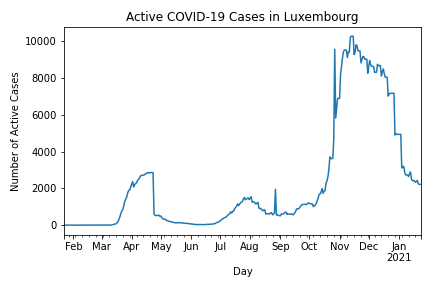 Active COVID-19 Cases in Luxembourg
Number of Active Cases
10000
8000
6000
4000
2000
0
Feb Mar Apr May Jun Jul Aug Sep Oct Nov Dec Jan
2021
Day